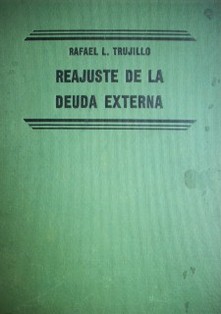 RAFAEL L. TRUJILLO
REAJUSTE DE LA
DEUDA EXTERNA